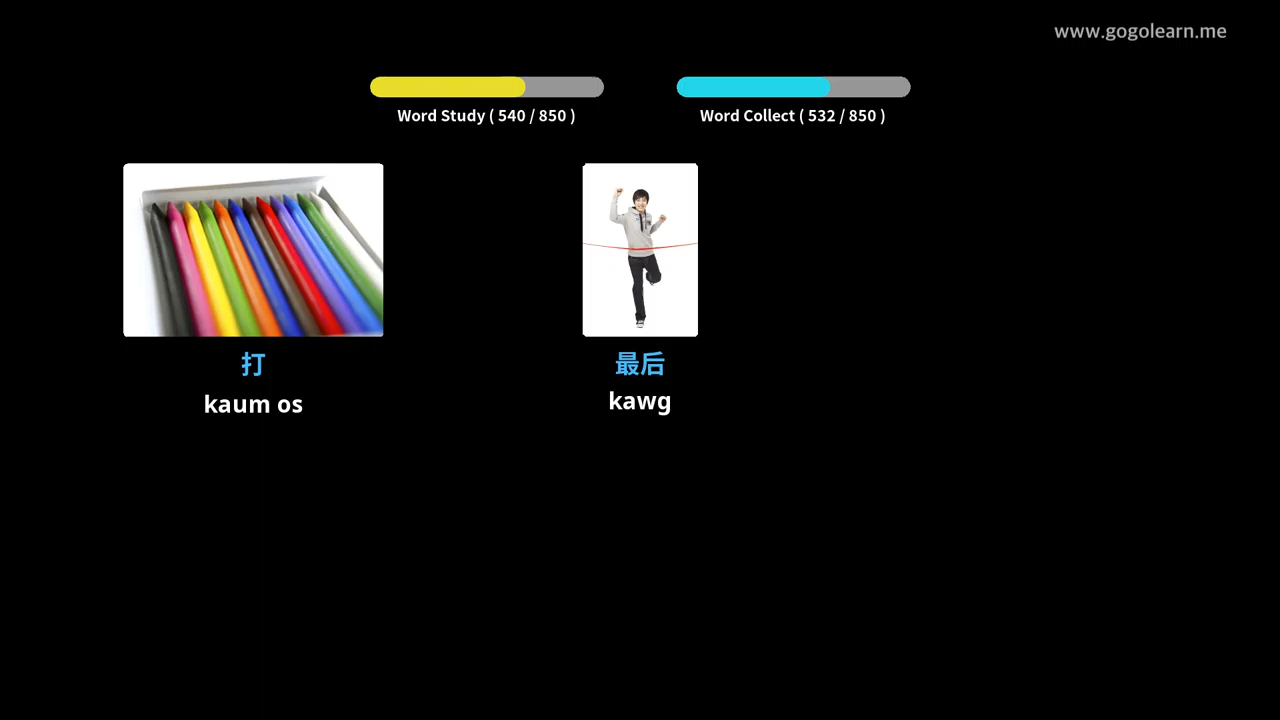 www.gogolearn.me
Word Study ( 540 / 850 )
Word Collect ( 532 / 850 )
打
kaum os
最后
kawg